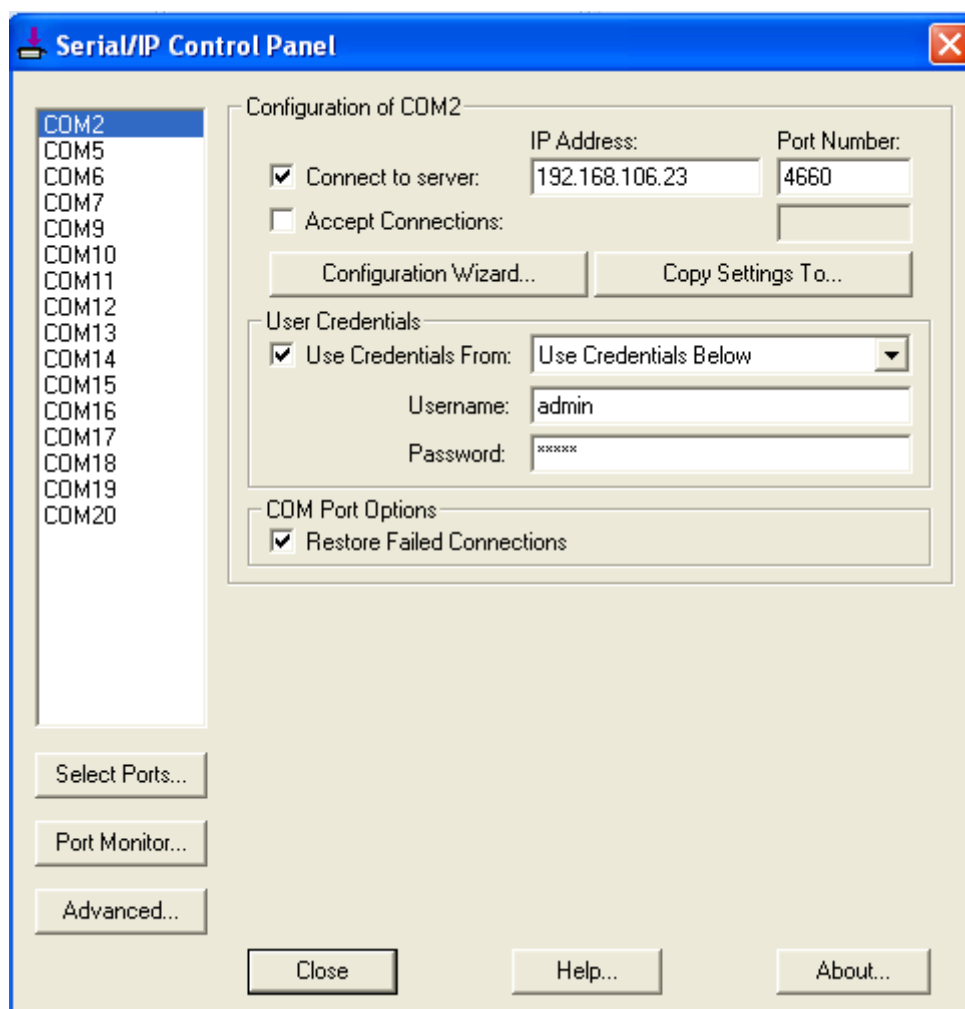 Serial/IP Control Panel
COM2
COM5
COM6
COM7
COM9
COM10
COM11
COM12
COM13
COM14
COM15
COM16
COM17
COM18
COM19
COM20
Select Ports...
Port Monitor...
Advanced...
Configuration of COM2
IP Address: Port Number:
Connect to server: 192.168.106.23 4660
Accept Connections:
Configuration Wizard... Copy Settings To...
User Credentials
Use Credentials From: Use Credentials Below
Username: admin
Password: *****
COM Port Options
Restore Failed Connections
Close Help... About...